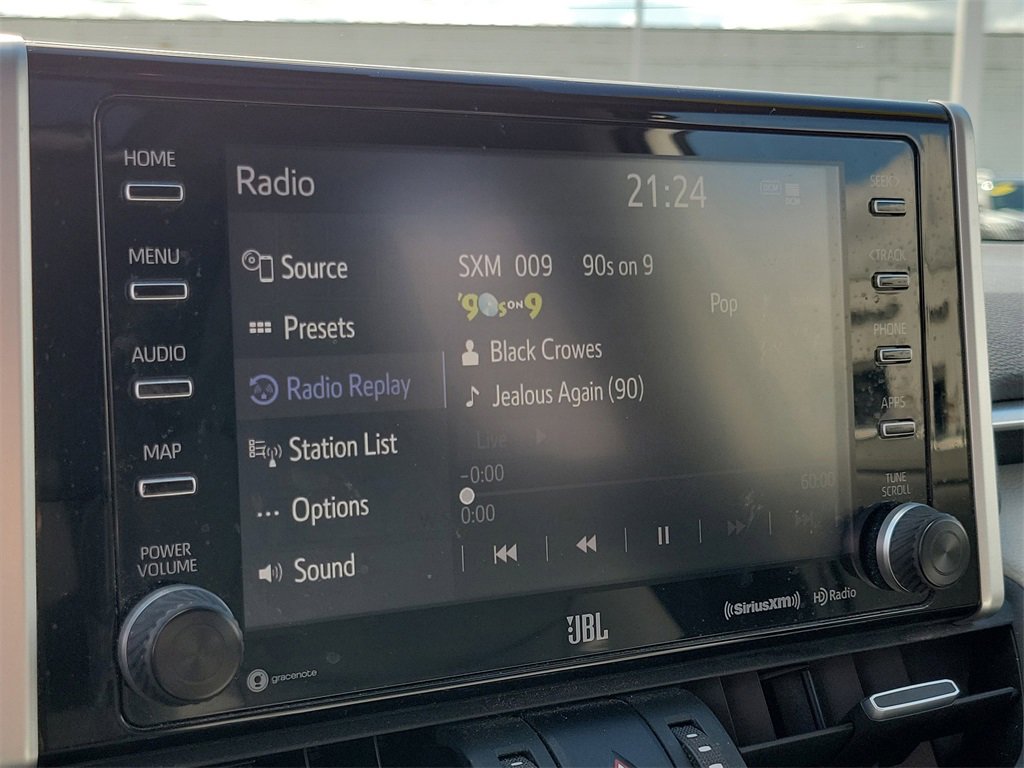 HOME
MENU
AUDIO
MAP
POWER
VOLUME
Radio
21:24
DCM
Source
Presets
Radio Replay
Station List
Options
Sound
SXM 009 90s on 9
'90s ON 9
Pop
Black Crowes
Jealous Again (90)
Live
-0:00
60:00
0:00
SEEK>
<TRACK
PHONE
APPS
TUNE
SCROLL
gracenote
JBL
((SiriusXM))
HD Radio